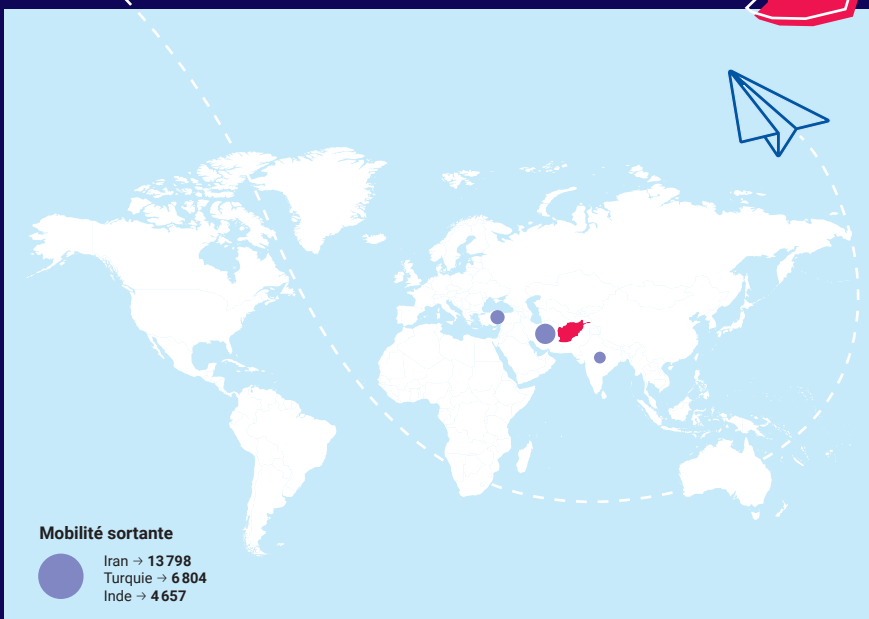 Mobilité sortante
Iran → 13 798
Turquie → 6 804
Inde → 4 657